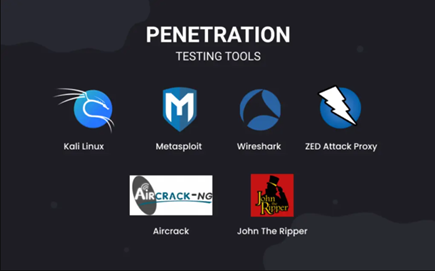 PENETRATION
TESTING TOOLS
Kali Linux
Metasploit
Wireshark
ZED Attack Proxy
AIRCRACK-NG
John
THE
Ripper
Aircrack
John The Ripper